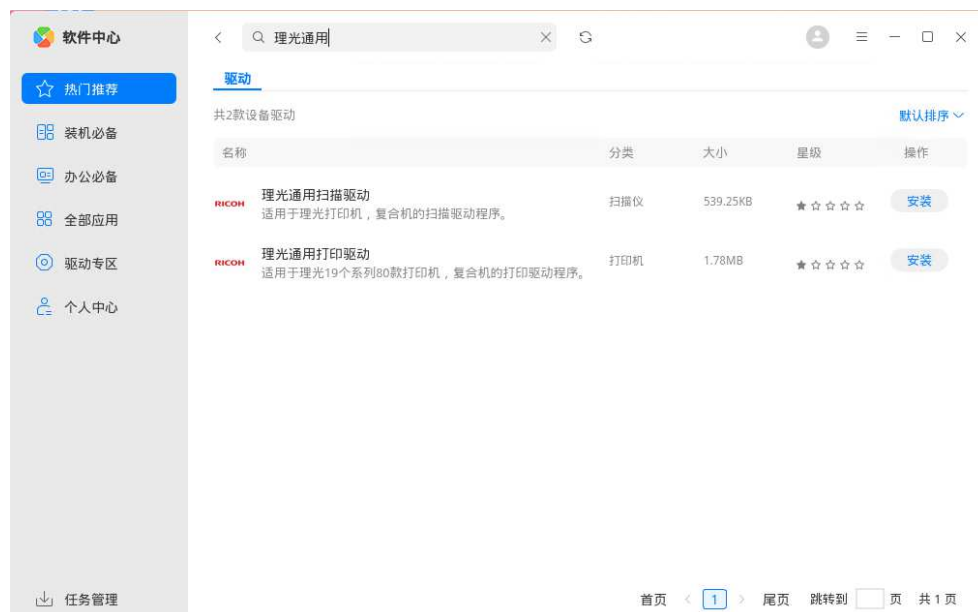 软件中心
理光通用
热门推荐
装机必备
办公必备
全部应用
驱动专区
个人中心
任务管理
驱动
共2款设备驱动
默认排序
名称 分类 大小 星级 操作
RICOH 理光通用扫描驱动 扫描仪 539.25KB 安装
适用于理光打印机，复合机的扫描驱动程序。
RICOH 理光通用打印驱动 打印机 1.78MB 安装
适用于理光19个系列80款打印机，复合机的打印驱动程序。
首页 1 尾页 跳转到 页 共1页